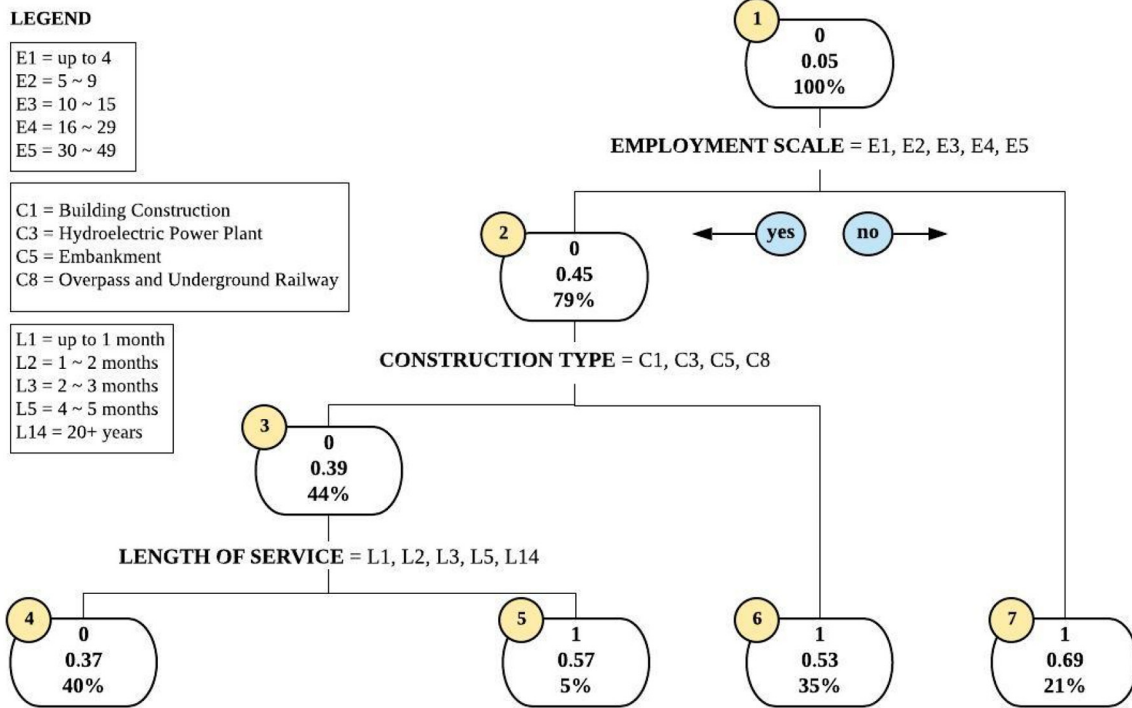 LEGEND
E1 = up to 4
E2 = 5 ~ 9
E3 = 10 ~ 15
E4 = 16 ~ 29
E5 = 30 ~ 49
C1 = Building Construction
C3 = Hydroelectric Power Plant
C5 = Embankment
C8 = Overpass and Underground Railway
L1 = up to 1 month
L2 = 1 ~ 2 months
L3 = 2 ~ 3 months
L5 = 4 ~ 5 months
L14 = 20+ years
1
0
0.05
100%
EMPLOYMENT SCALE = E1, E2, E3, E4, E5
yes
no
2
0
0.45
79%
CONSTRUCTION TYPE = C1, C3, C5, C8
3
0
0.39
44%
LENGTH OF SERVICE = L1, L2, L3, L5, L14
4
0
0.37
40%
5
1
0.57
5%
6
1
0.53
35%
7
1
0.69
21%